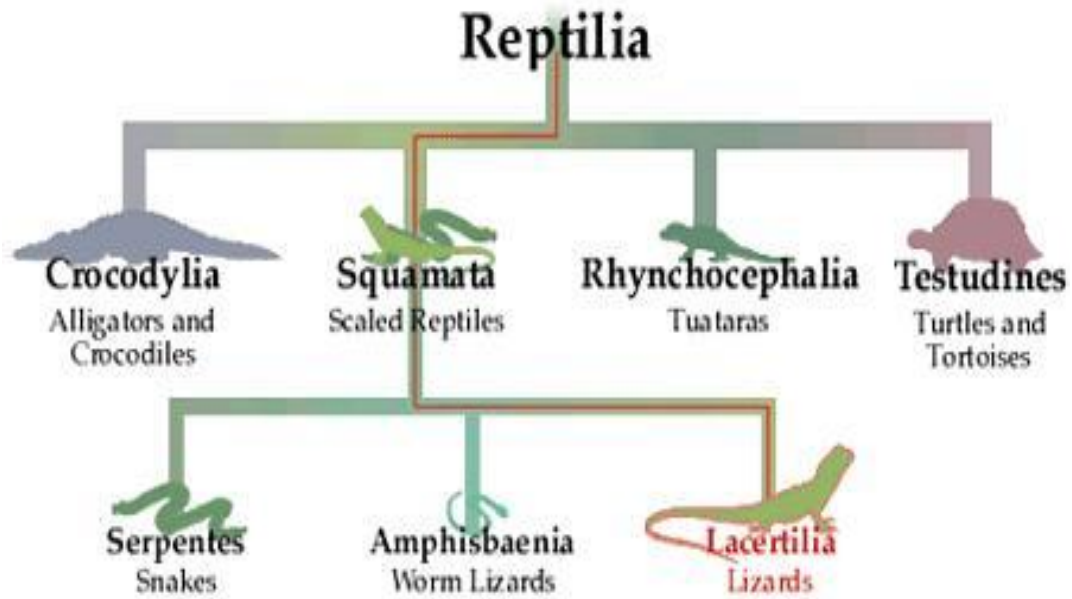 Reptilia
Crocodylia
Alligators and
Crocodiles
Squamata
Scaled Reptiles
Rhynchocephalia
Tuataras
Testudines
Turtles and
Tortoises
Serpentes
Snakes
Amphisbaenia
Worm Lizards
Lacertilia
Lizards